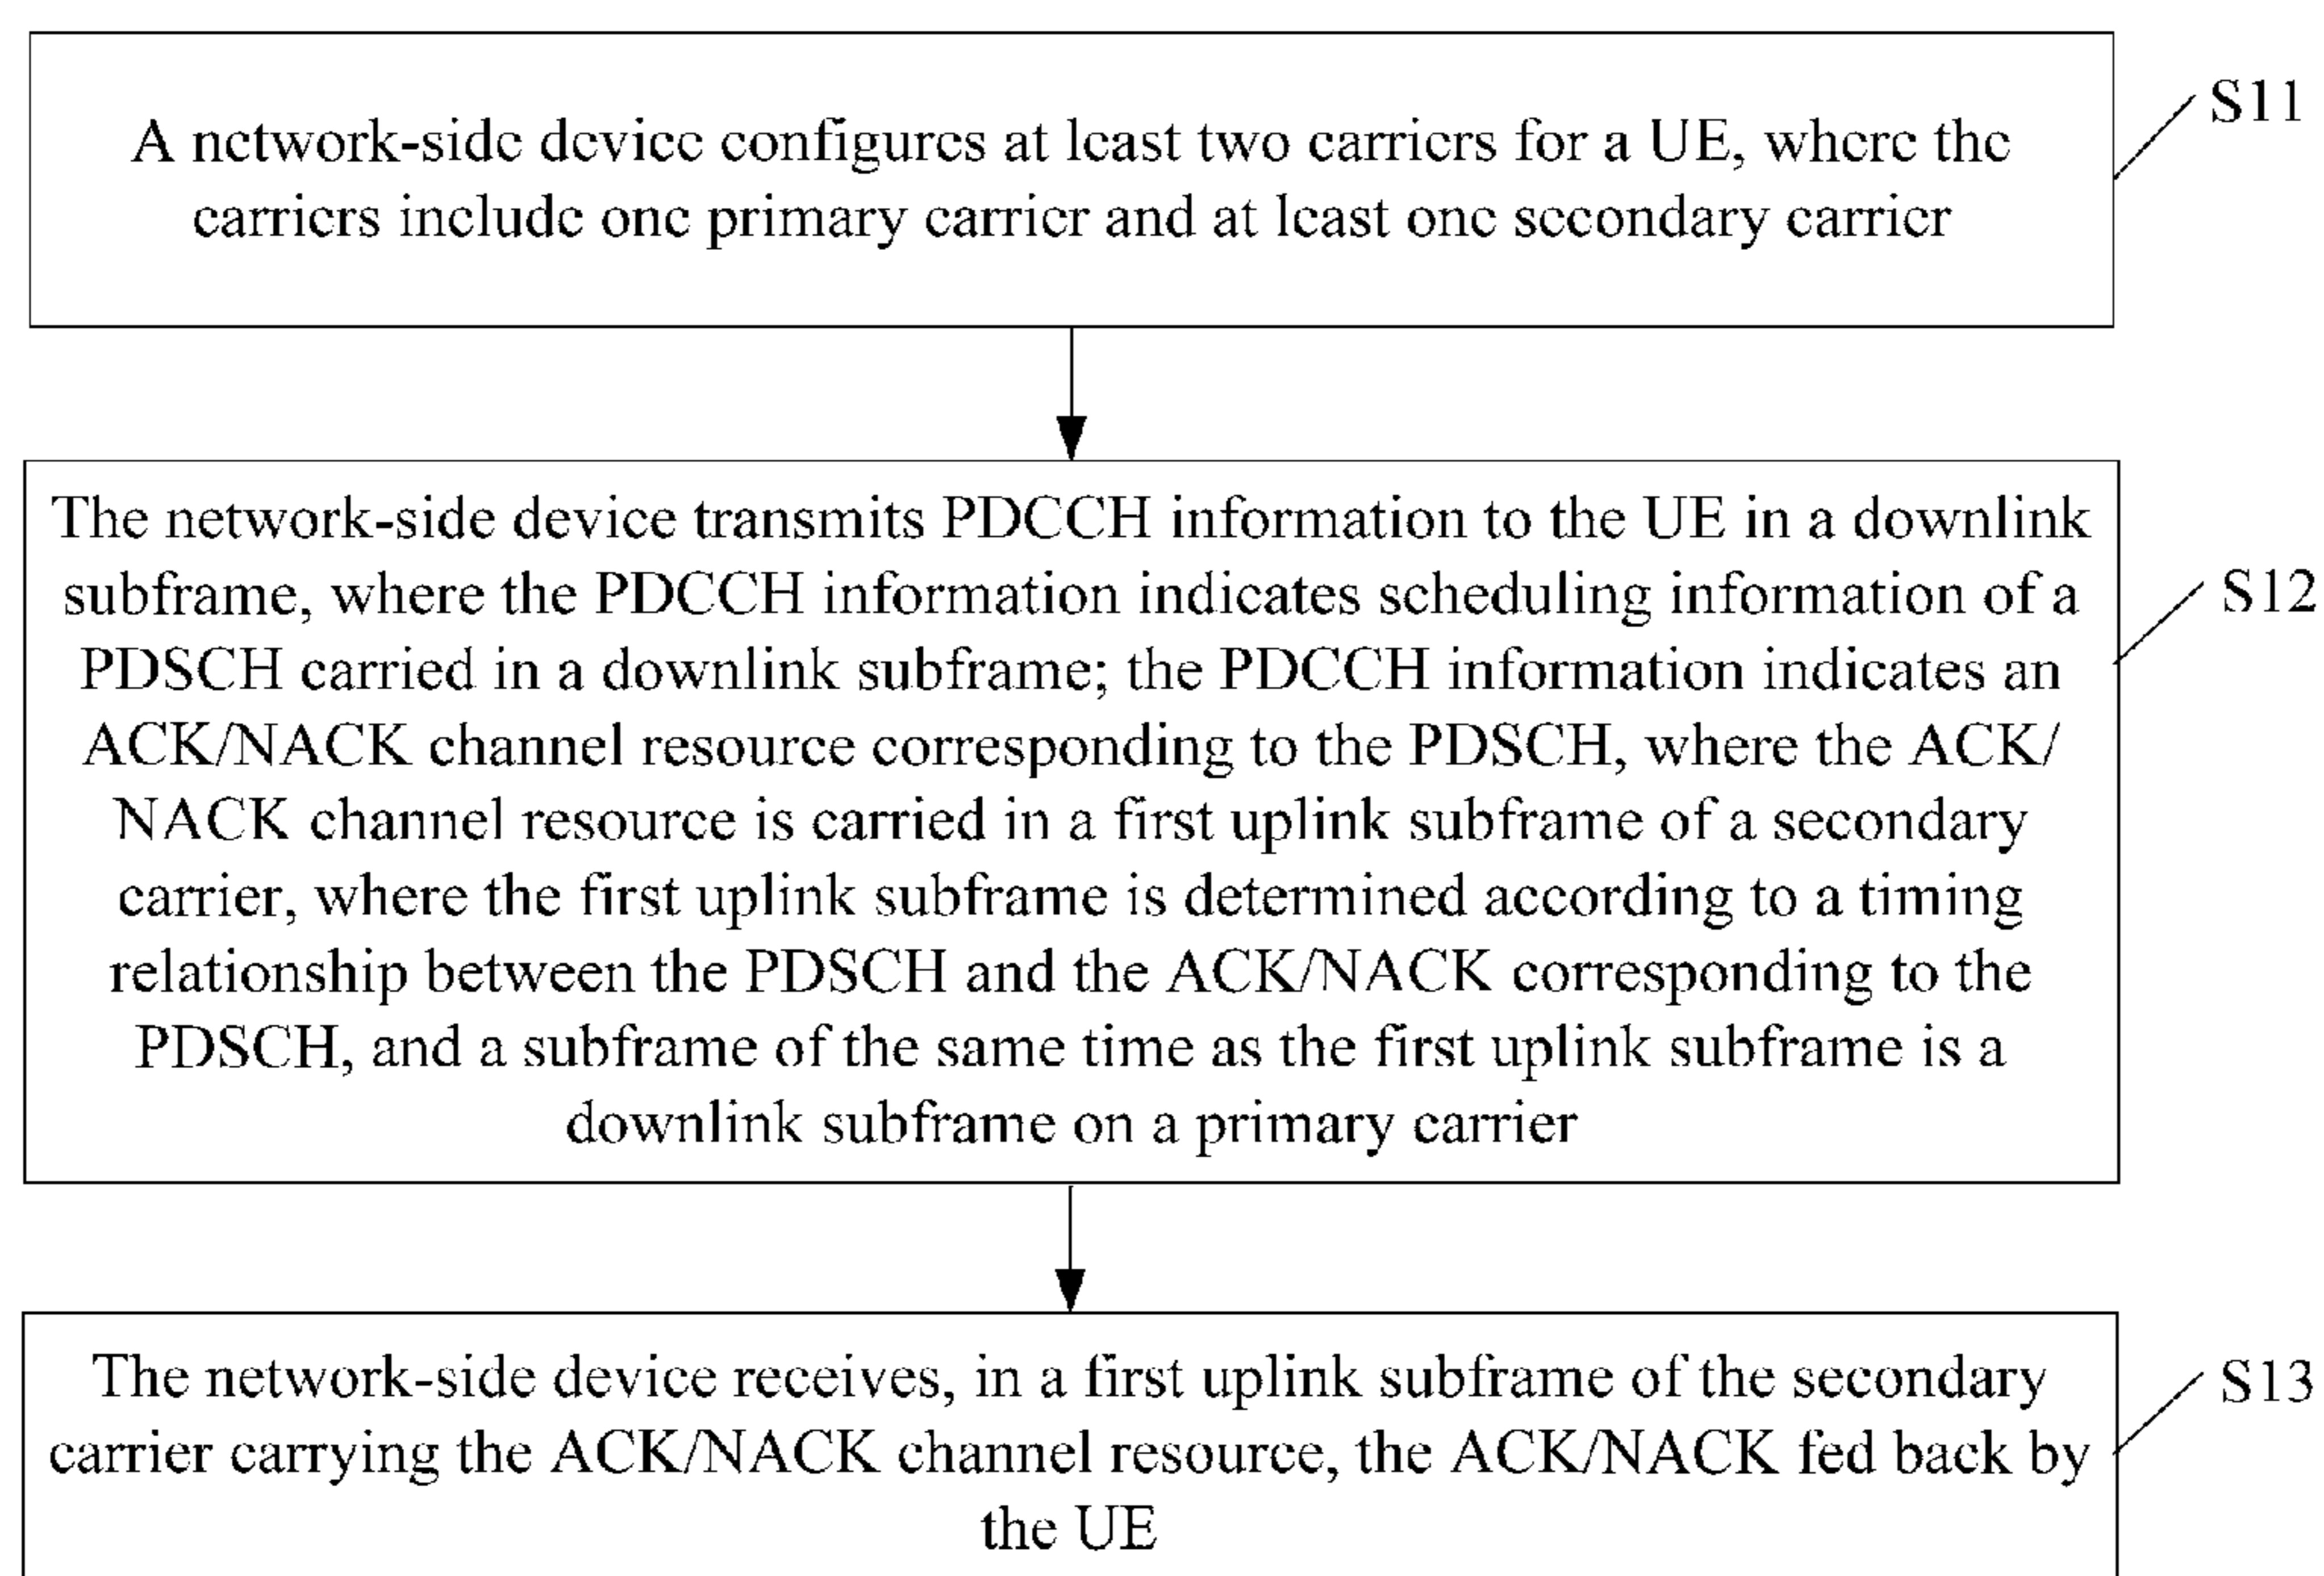 A network-side device configures at least two carriers for a UE, where the
carriers include one primary carrier and at least one secondary carrier
S11
The network-side device transmits PDCCH information to the UE in a downlink
subframe, where the PDCCH information indicates scheduling information of a
PDSCH carried in a downlink subframe; the PDCCH information indicates an
ACK/NACK channel resource corresponding to the PDSCH, where the ACK/
NACK channel resource is carried in a first uplink subframe of a secondary
carrier, where the first uplink subframe is determined according to a timing
relationship between the PDSCH and the ACK/NACK corresponding to the
PDSCH, and a subframe of the same time as the first uplink subframe is a
downlink subframe on a primary carrier
S12
The network-side device receives, in a first uplink subframe of the secondary
carrier carrying the ACK/NACK channel resource, the ACK/NACK fed back by
the UE
S13